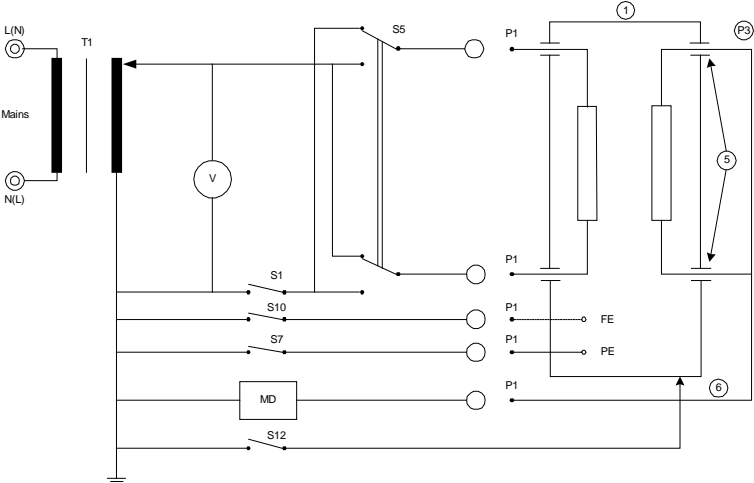 L(N)
T1
S5
P1
1
P3
Mains
V
5
N(L)
S1
P1
S10
P1
FE
S7
P1
PE
MD
P1
6
S12